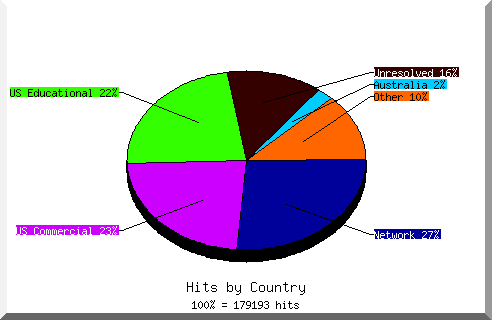 Unresolved 16%
Australia 2%
US Educational 22%
Other 10%
US Commercial 23%
Network 27%
Hits by Country
100% = 179193 hits